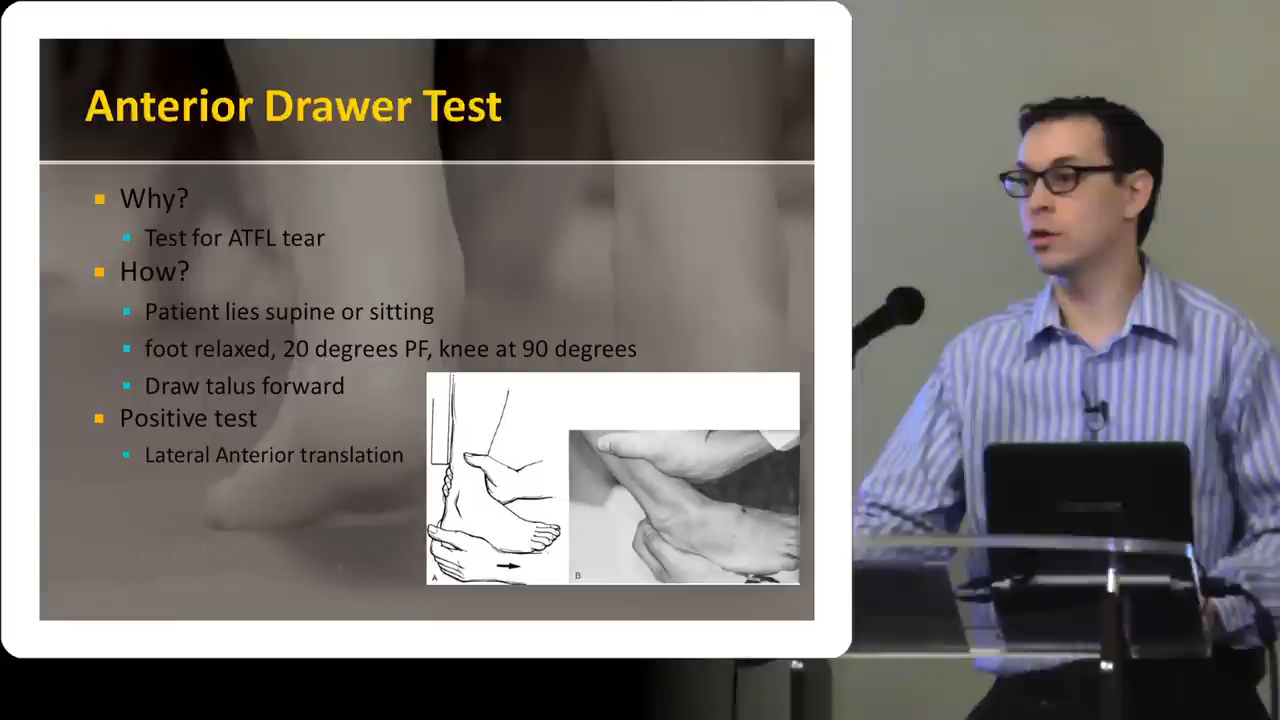 Anterior Drawer Test
Why?
Test for ATFL tear
How?
Patient lies supine or sitting
foot relaxed, 20 degrees PF, knee at 90 degrees
Draw talus forward
Positive test
Lateral Anterior translation
A
B